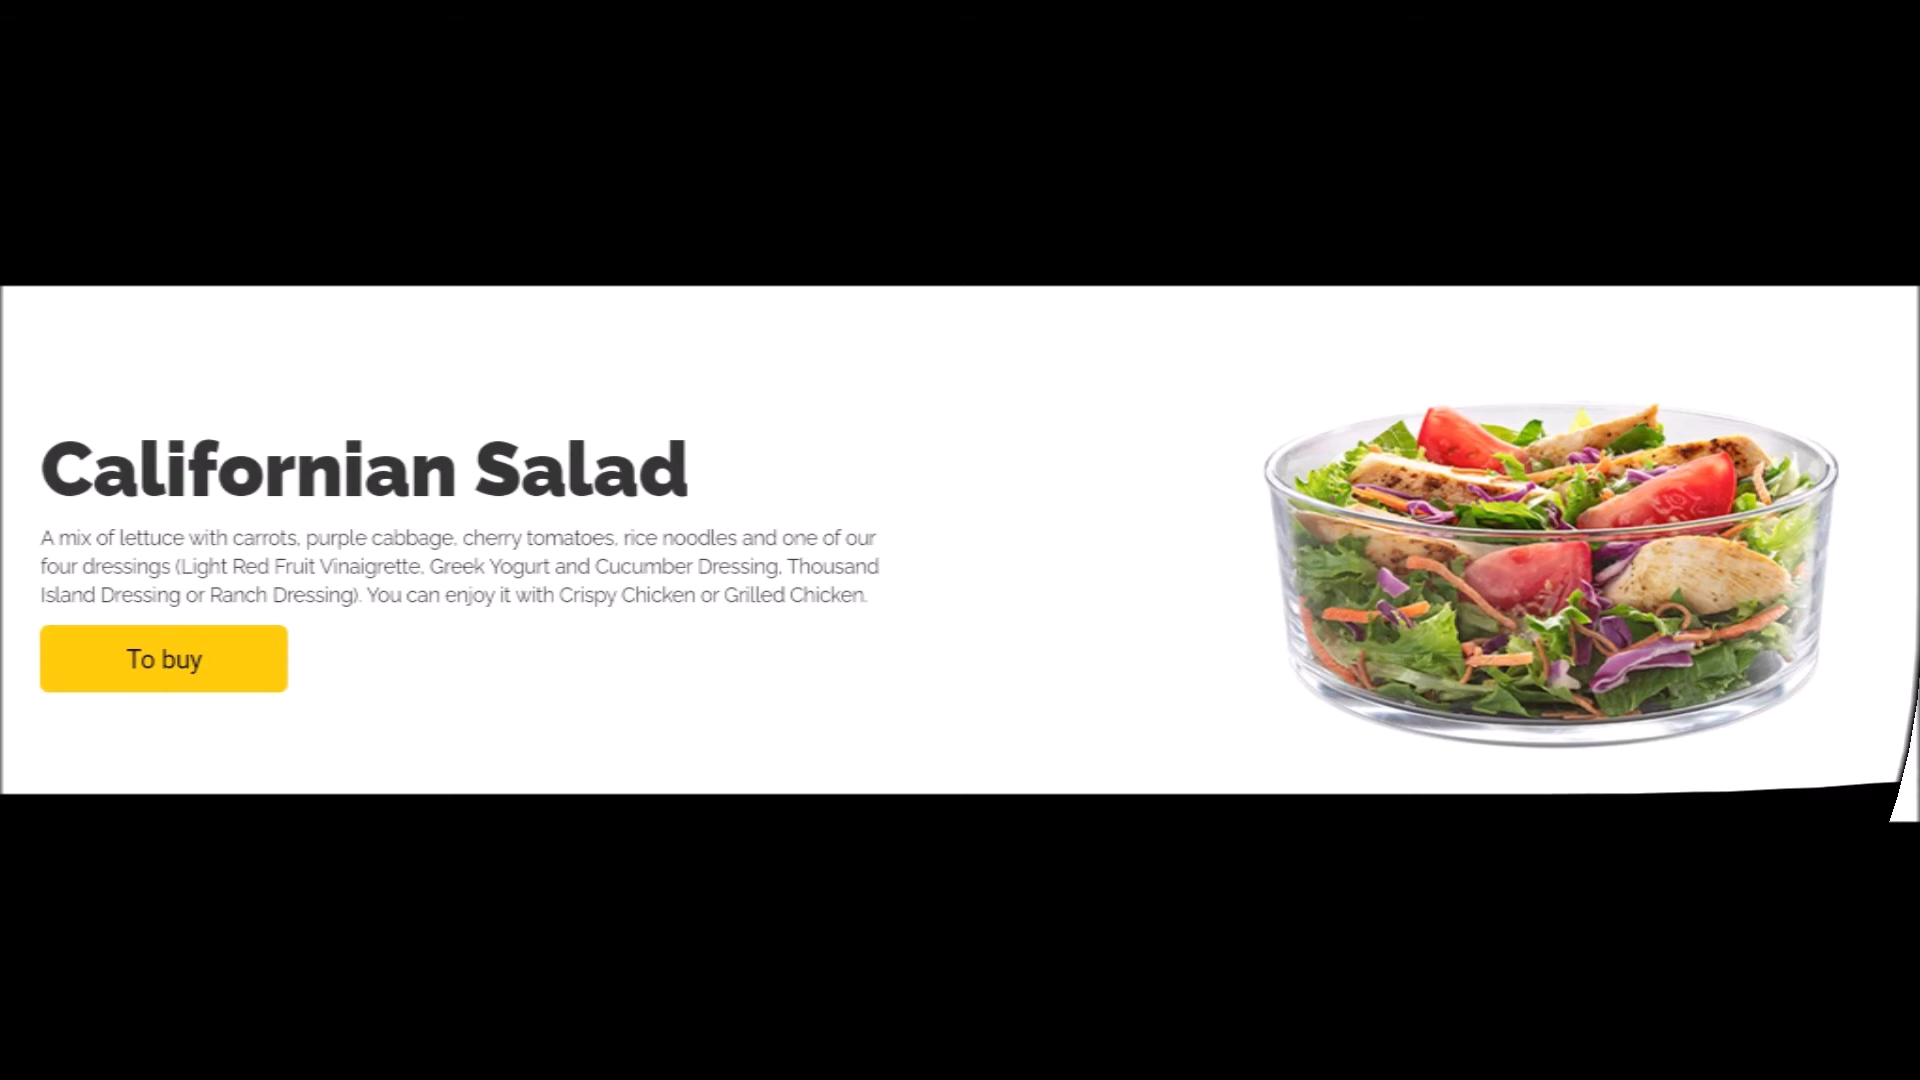 Californian Salad
A mix of lettuce with carrots, purple cabbage, cherry tomatoes, rice noodles and one of our
four dressings (Light Red Fruit Vinaigrette, Greek Yogurt and Cucumber Dressing, Thousand
Island Dressing or Ranch Dressing). You can enjoy it with Crispy Chicken or Grilled Chicken.
To buy